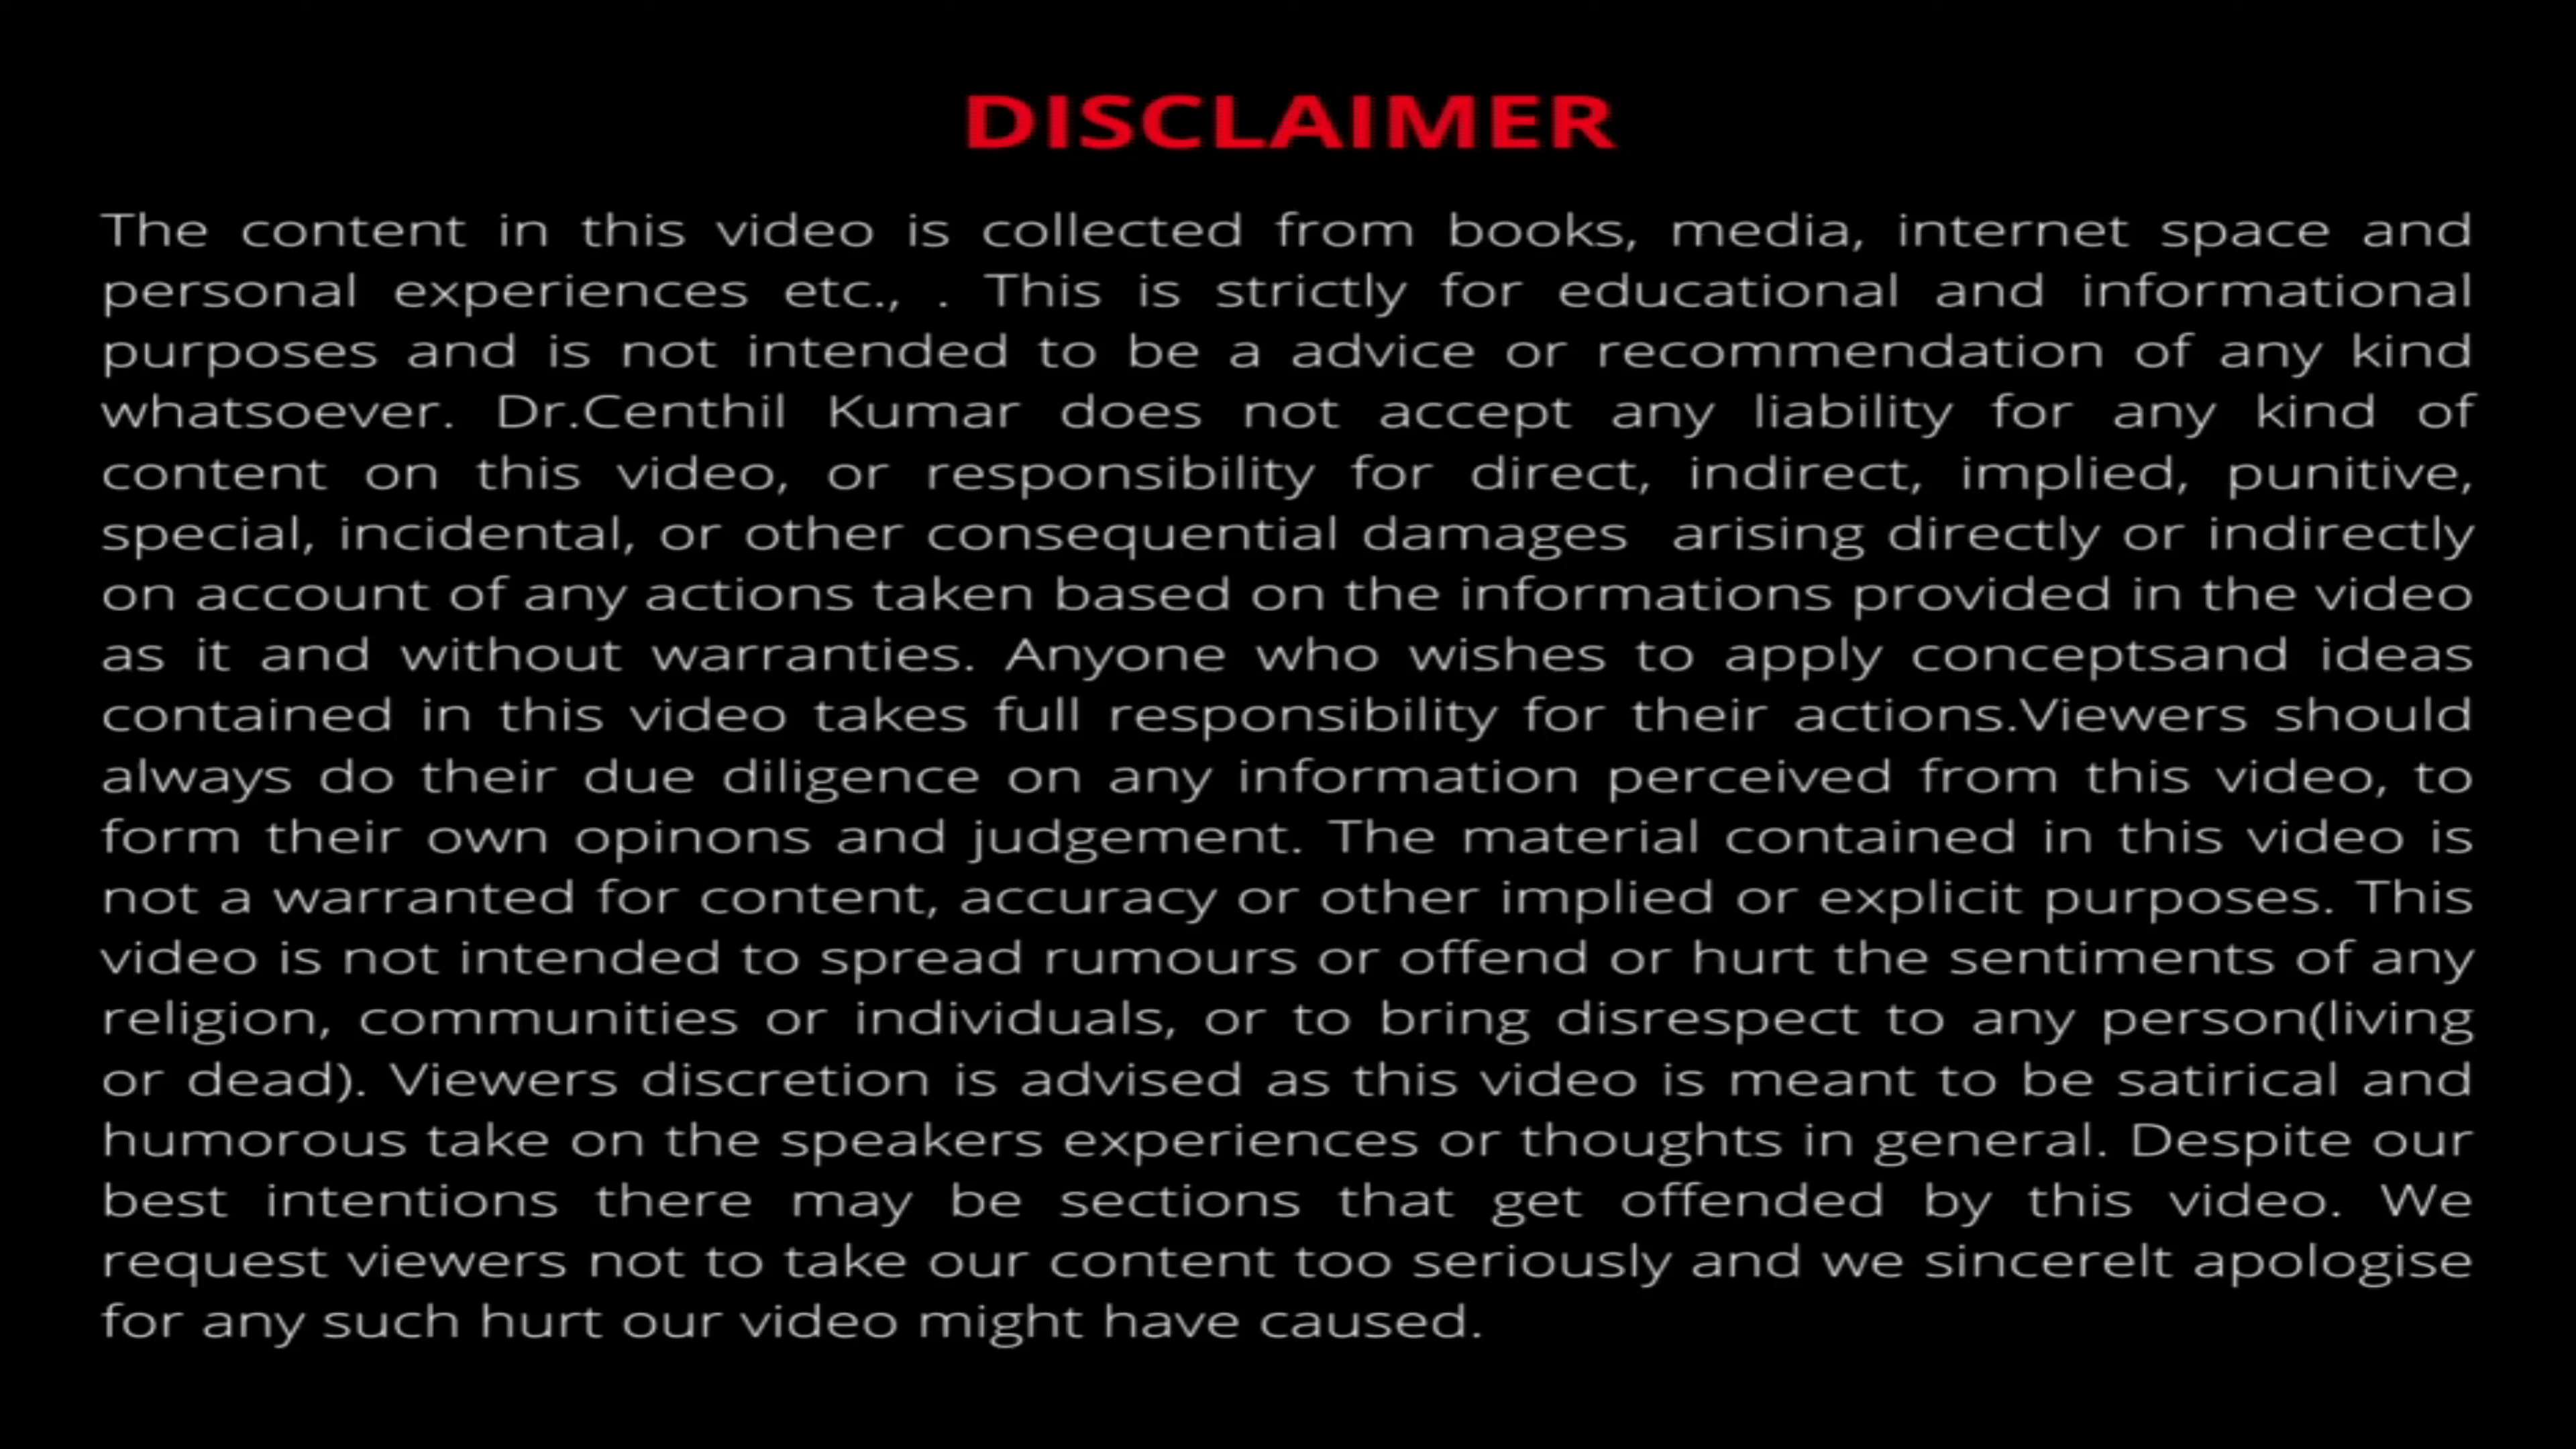 DISCLAIMER
The content in this video is collected from books, media, internet space and
personal experiences etc., . This is strictly for educational and informational
purposes and is not intended to be a advice or recommendation of any kind
whatsoever. Dr.Centhil Kumar does not accept any liability for any kind of
content on this video, or responsibility for direct, indirect, implied, punitive,
special, incidental, or other consequential damages  arising directly or indirectly
on account of any actions taken based on the informations provided in the video
as it and without warranties. Anyone who wishes to apply conceptsand ideas
contained in this video takes full responsibility for their actions.Viewers should
always do their due diligence on any information perceived from this video, to
form their own opinons and judgement. The material contained in this video is
not a warranted for content, accuracy or other implied or explicit purposes. This
video is not intended to spread rumours or offend or hurt the sentiments of any
religion, communities or individuals, or to bring disrespect to any person(living
or dead). Viewers discretion is advised as this video is meant to be satirical and
humorous take on the speakers experiences or thoughts in general. Despite our
best intentions there may be sections that get offended by this video. We
request viewers not to take our content too seriously and we sincerelt apologise
for any such hurt our video might have caused.